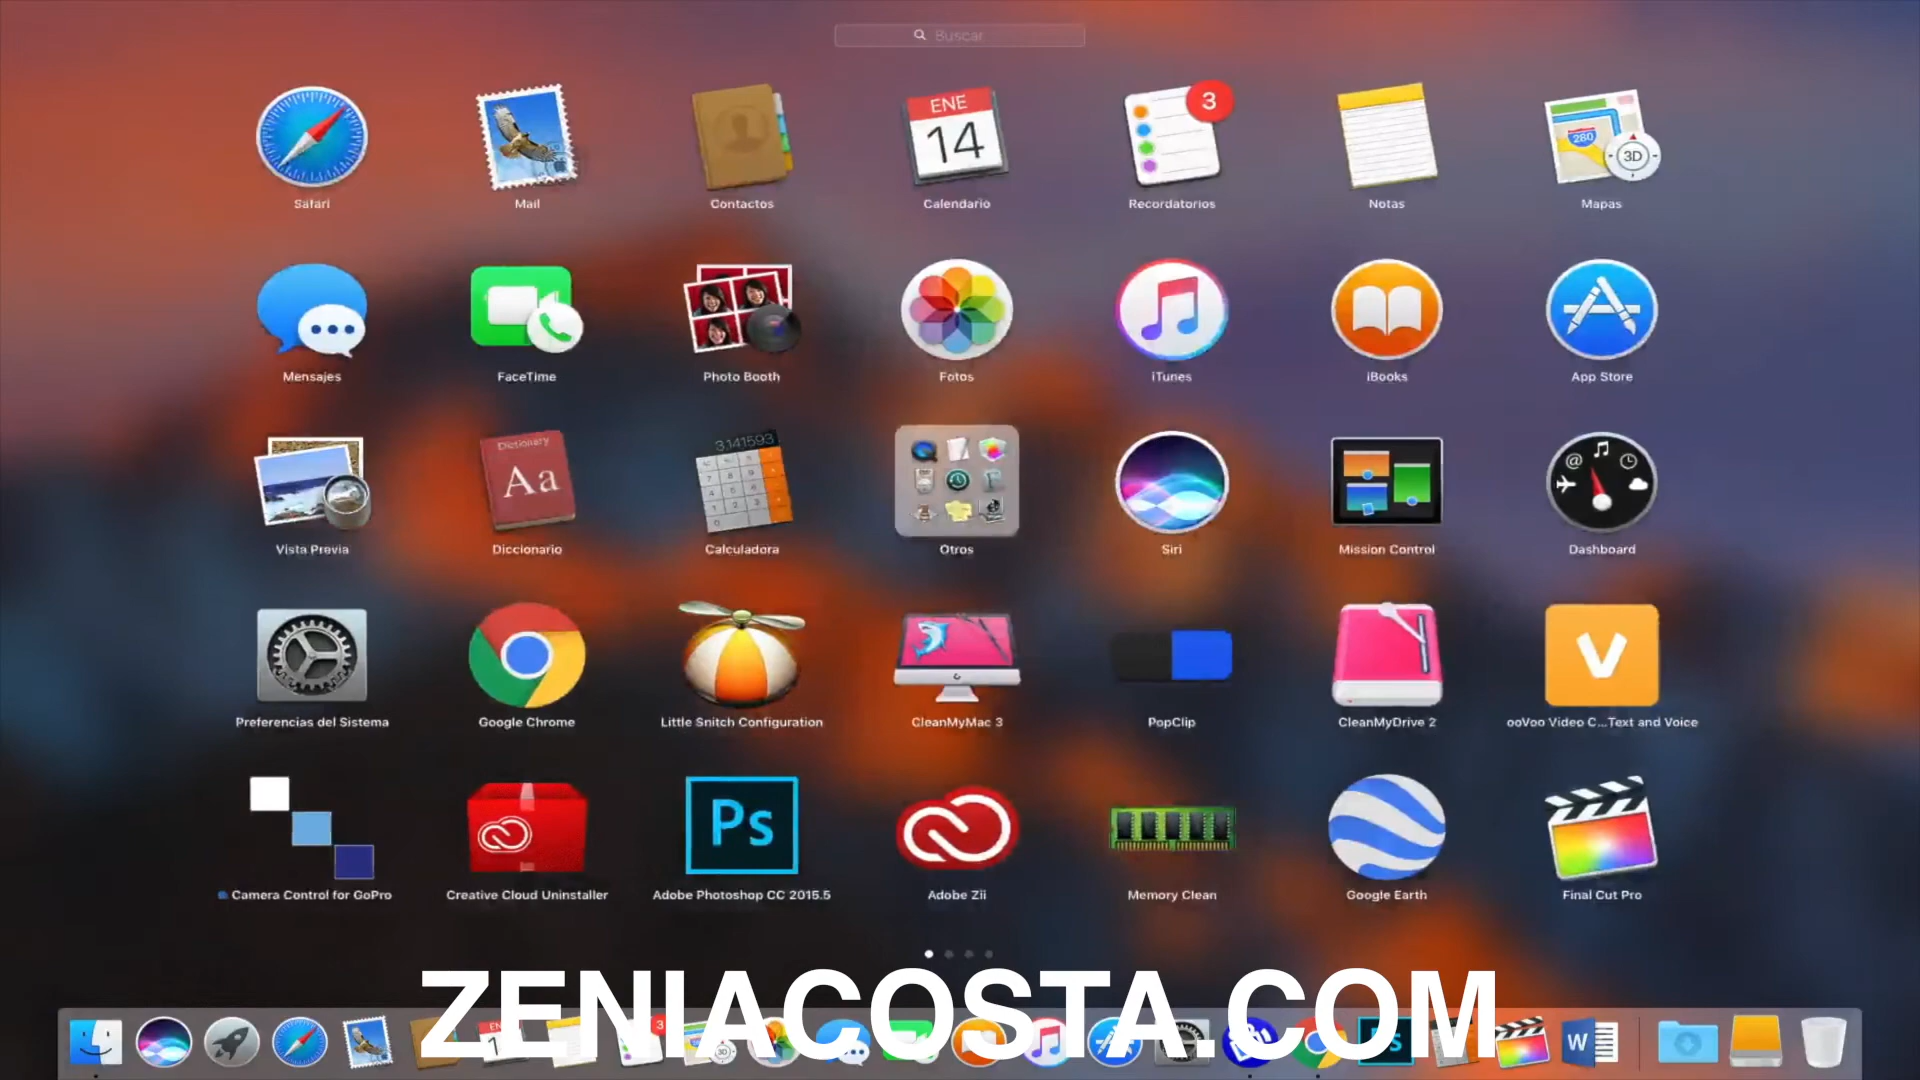 Buscar
ENE
14
3
280
3D
Safari
Mail
Contactos
Calendario
Recordatorios
Notas
Mapas
Mensajes
FaceTime
Photo Booth
Fotos
iTunes
iBooks
App Store
Dictionary
Aa
3.141593
Vista Previa
Diccionario
Calculadora
Otros
Siri
Mission Control
Dashboard
Preferencias del Sistema
Google Chrome
Little Snitch Configuration
CleanMyMac 3
PopClip
CleanMyDrive 2
ooVoo Video C...Text and Voice
Ps
Camera Control for GoPro
Creative Cloud Uninstaller
Adobe Photoshop CC 2015.5
Adobe Zii
Memory Clean
Google Earth
Final Cut Pro
ZENIACOSTA.COM
3
W